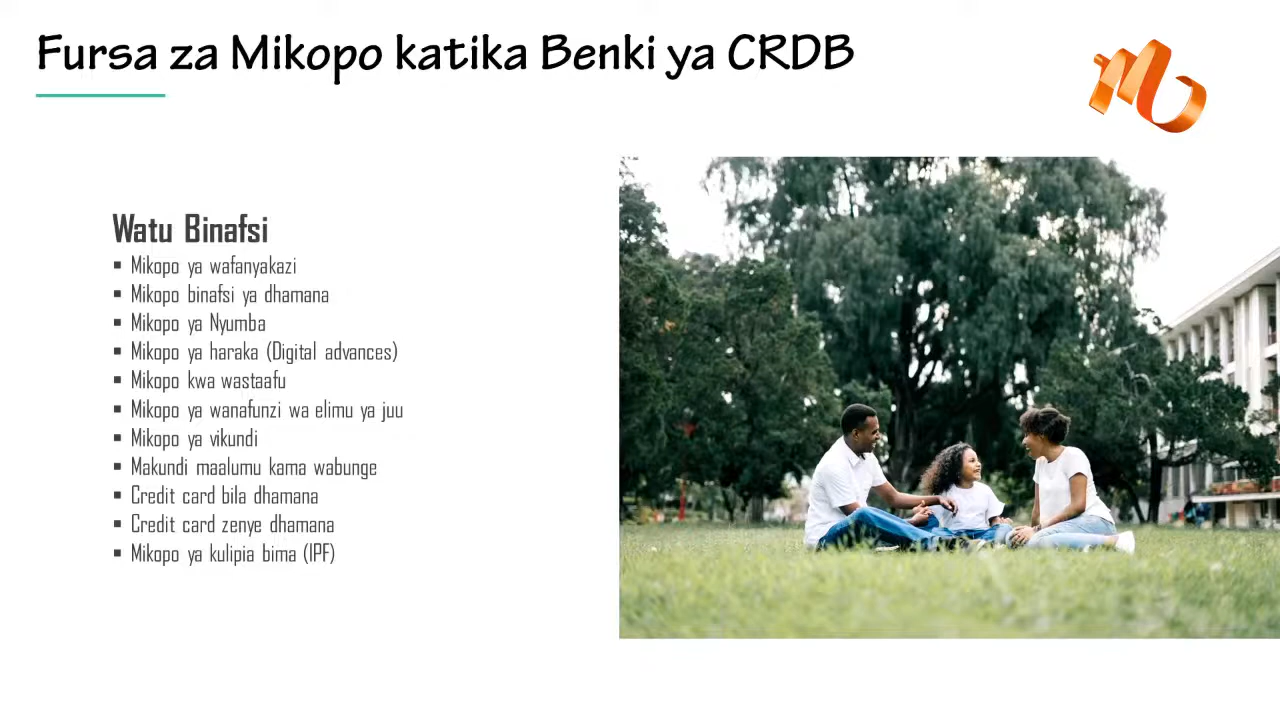 Fursa za Mikopo katika Benki ya CRDB
Watu Binafsi
▪ Mikopo ya wafanyakazi
▪ Mikopo binafsi ya dhamana
▪ Mikopo ya Nyumba
▪ Mikopo ya haraka (Digital advances)
▪ Mikopo kwa wastaafu
▪ Mikopo ya wanafunzi wa elimu ya juu
▪ Mikopo ya vikundi
▪ Makundi maalumu kama wabunge
▪ Credit card bila dhamana
▪ Credit card zenye dhamana
▪ Mikopo ya kulipia bima (IPF)